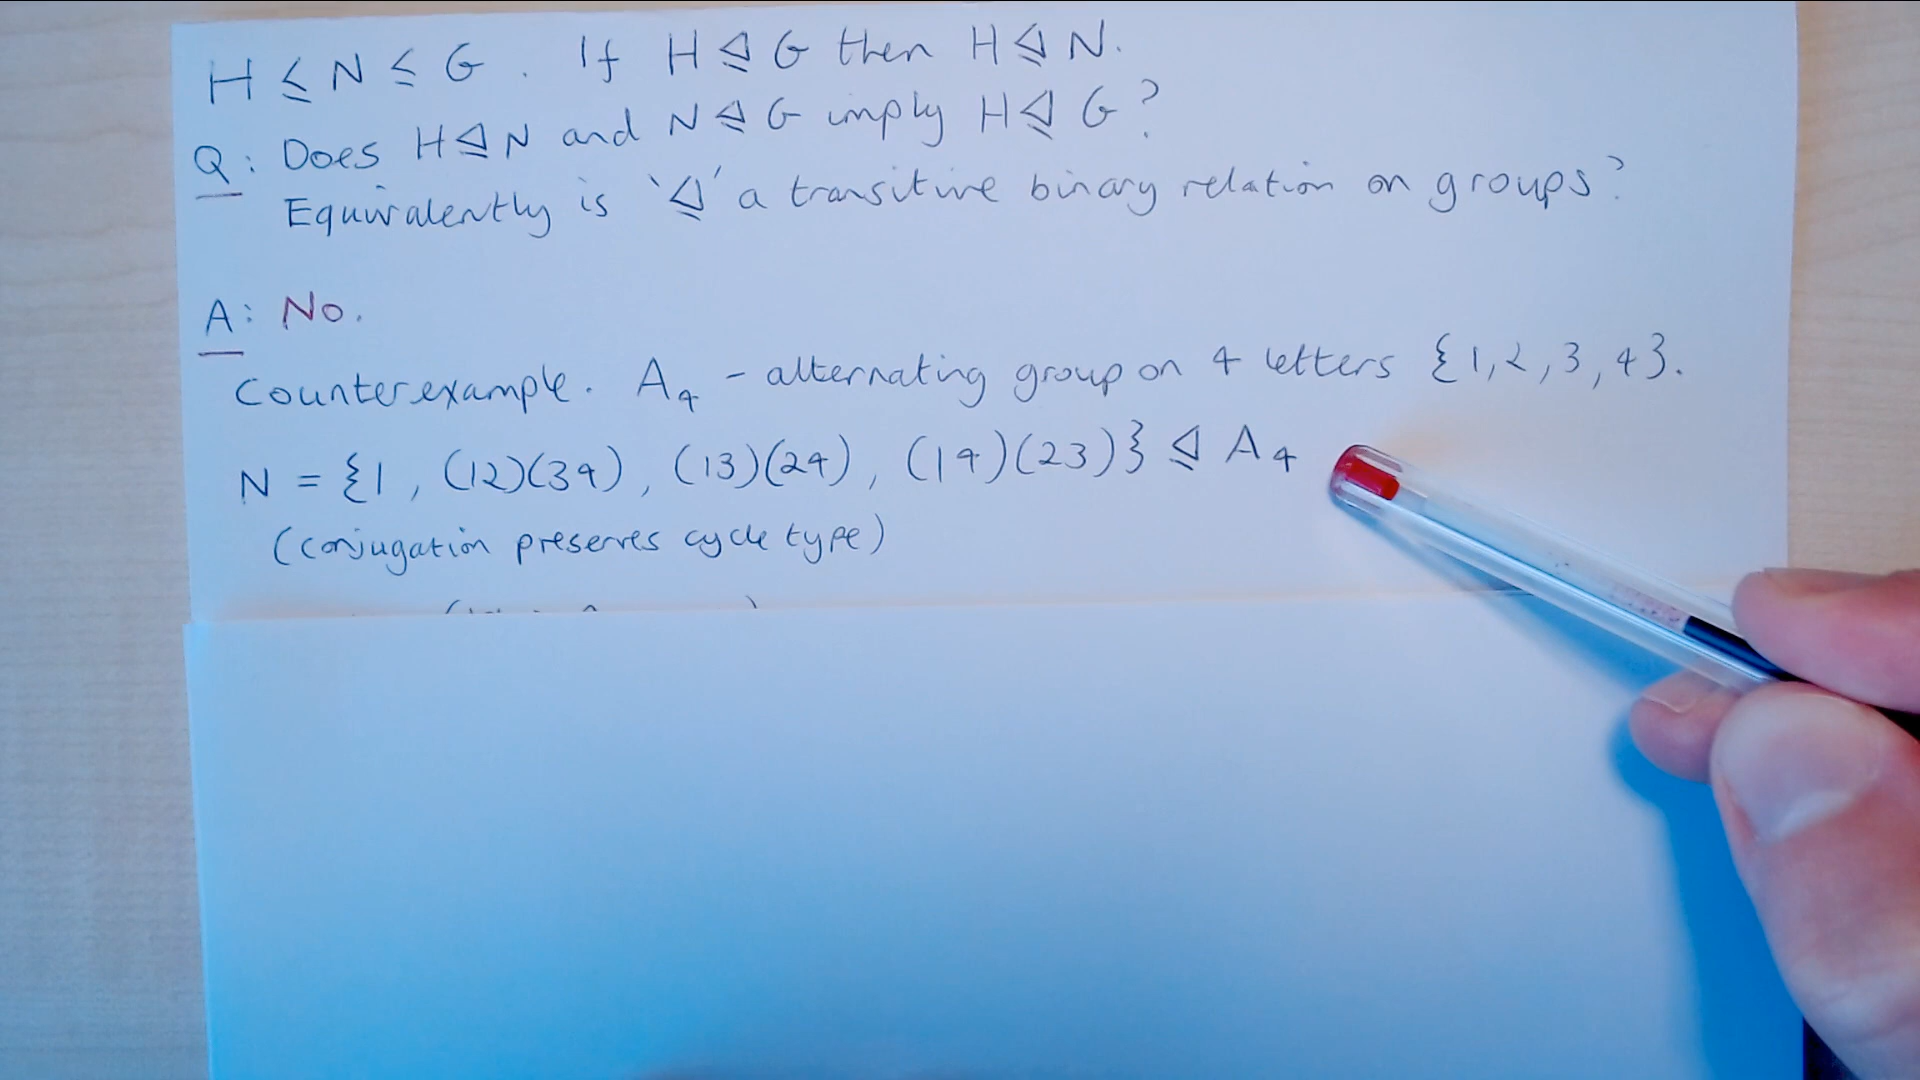 H ≤ N ≤ G. If H ⊴ G then H ⊴ N.
Q: Does H ⊴ N and N ⊴ G imply H ⊴ G?
Equivalently is '⊴' a transitive binary relation on groups?
A: No.
Counterexample. A₄ - alternating group on 4 letters {1,2,3,4}.
N = {1, (12)(34), (13)(24), (14)(23)} ⊴ A₄
(conjugation preserves cycle type)